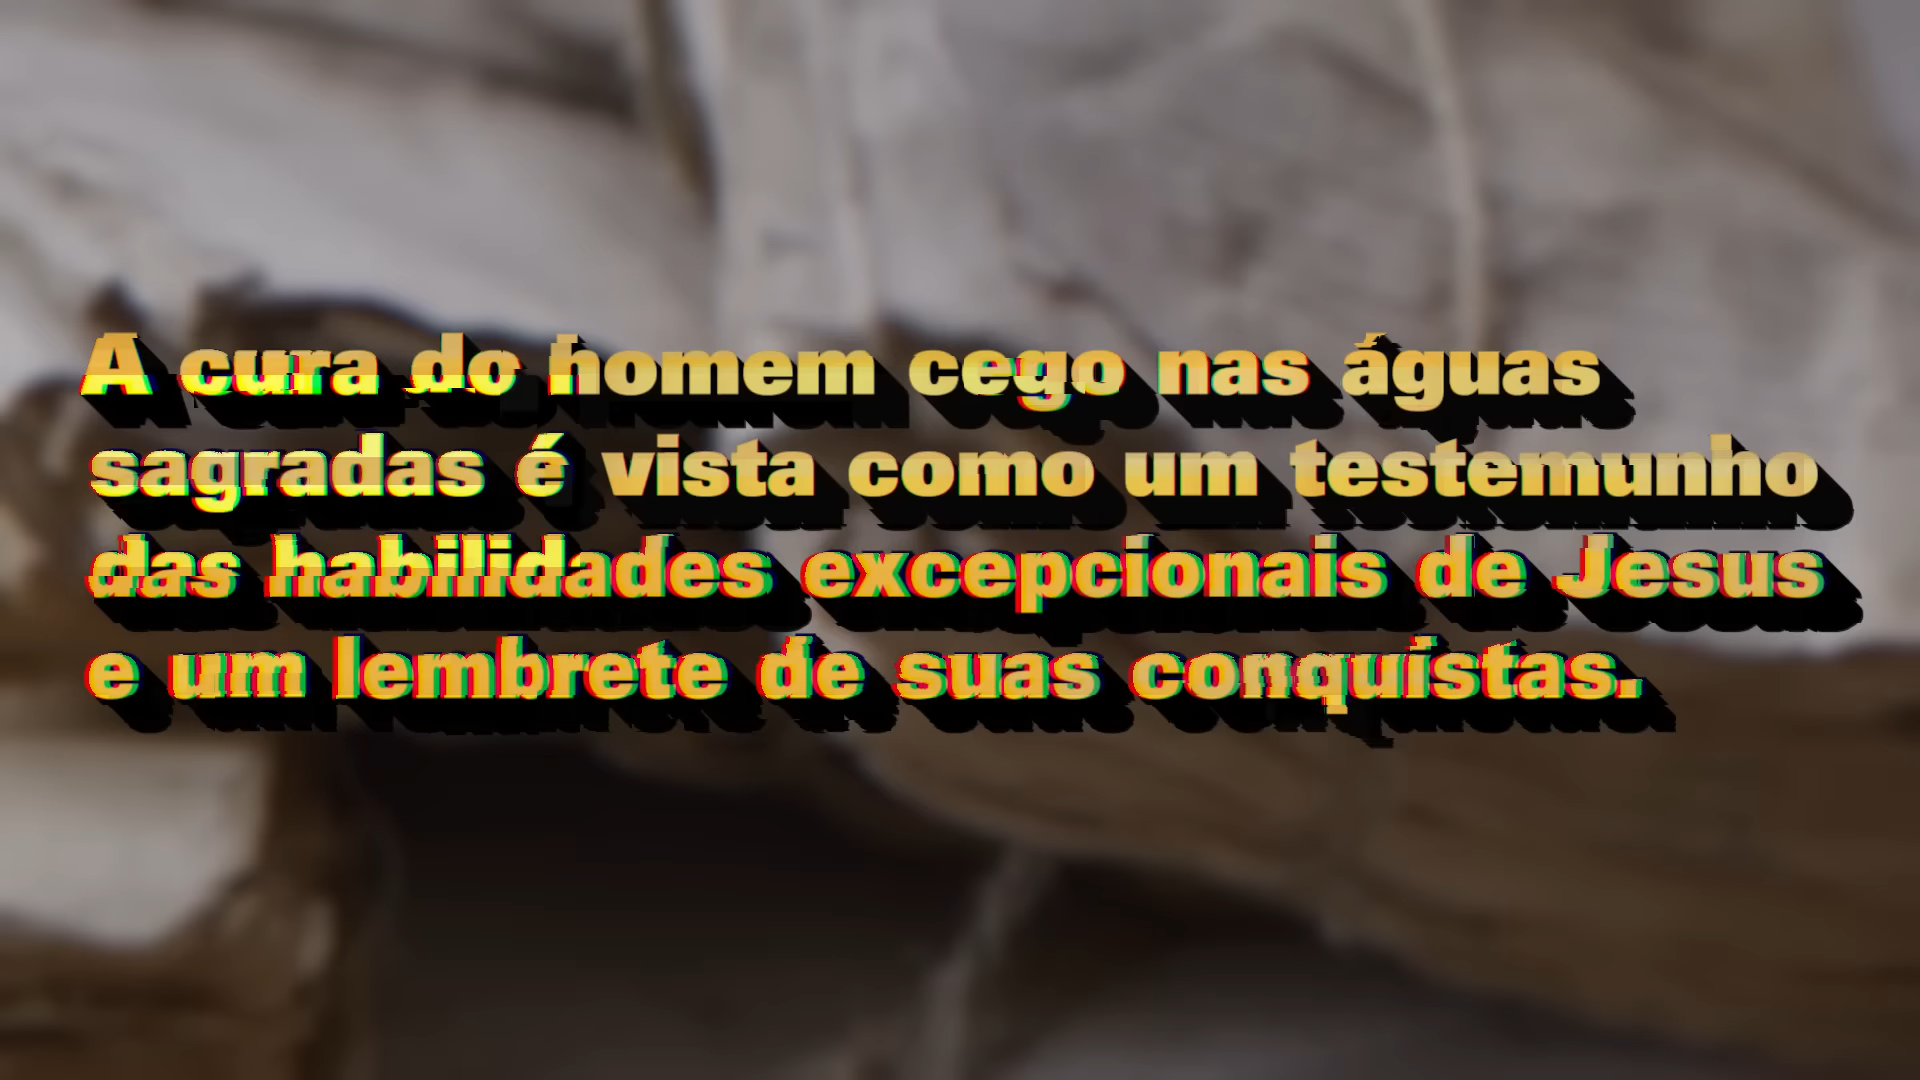 A cura do homem cego nas águas
sagradas é vista como um testemunho
das habilidades excepcionais de Jesus
e um lembrete de suas conquistas.